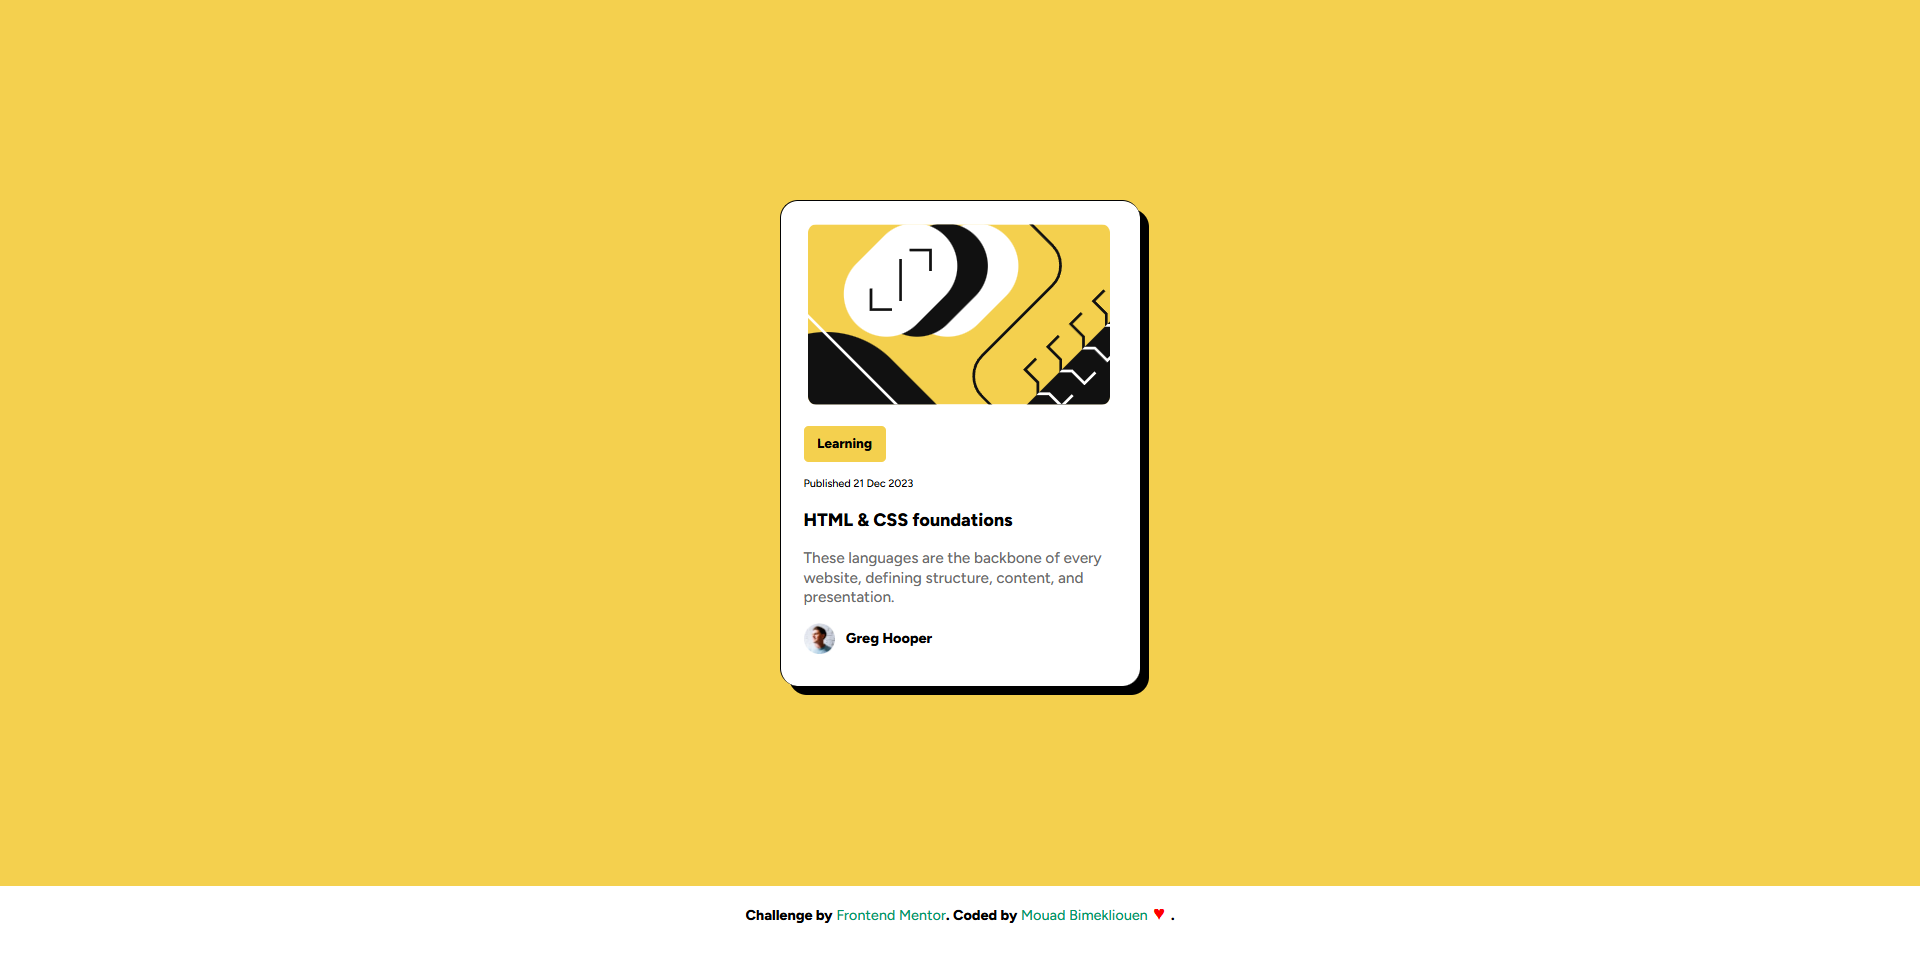 Learning
Published 21 Dec 2023
HTML & CSS foundations
These languages are the backbone of every
website, defining structure, content, and
presentation.
Greg Hooper
Challenge by Frontend Mentor. Coded by Mouad Bimekliouen ♥ .